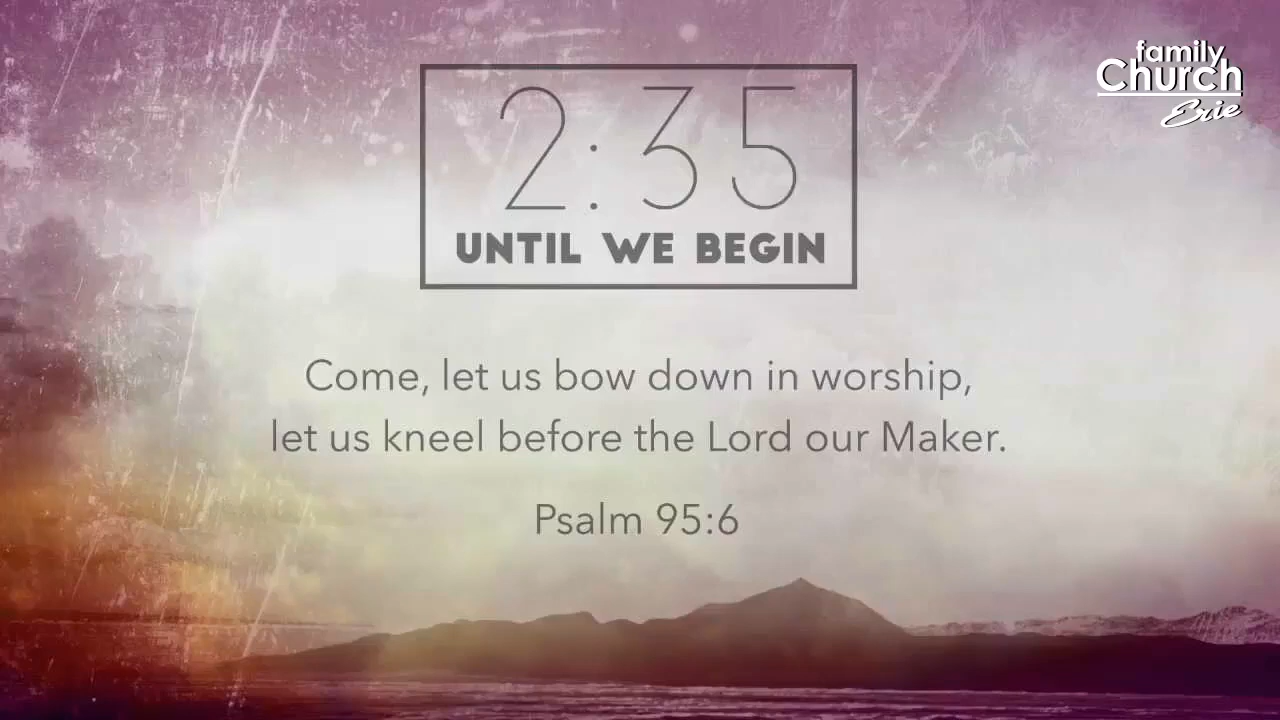 family
Church
Erie
2:35
UNTIL WE BEGIN
Come, let us bow down in worship,
let us kneel before the Lord our Maker.
Psalm 95:6